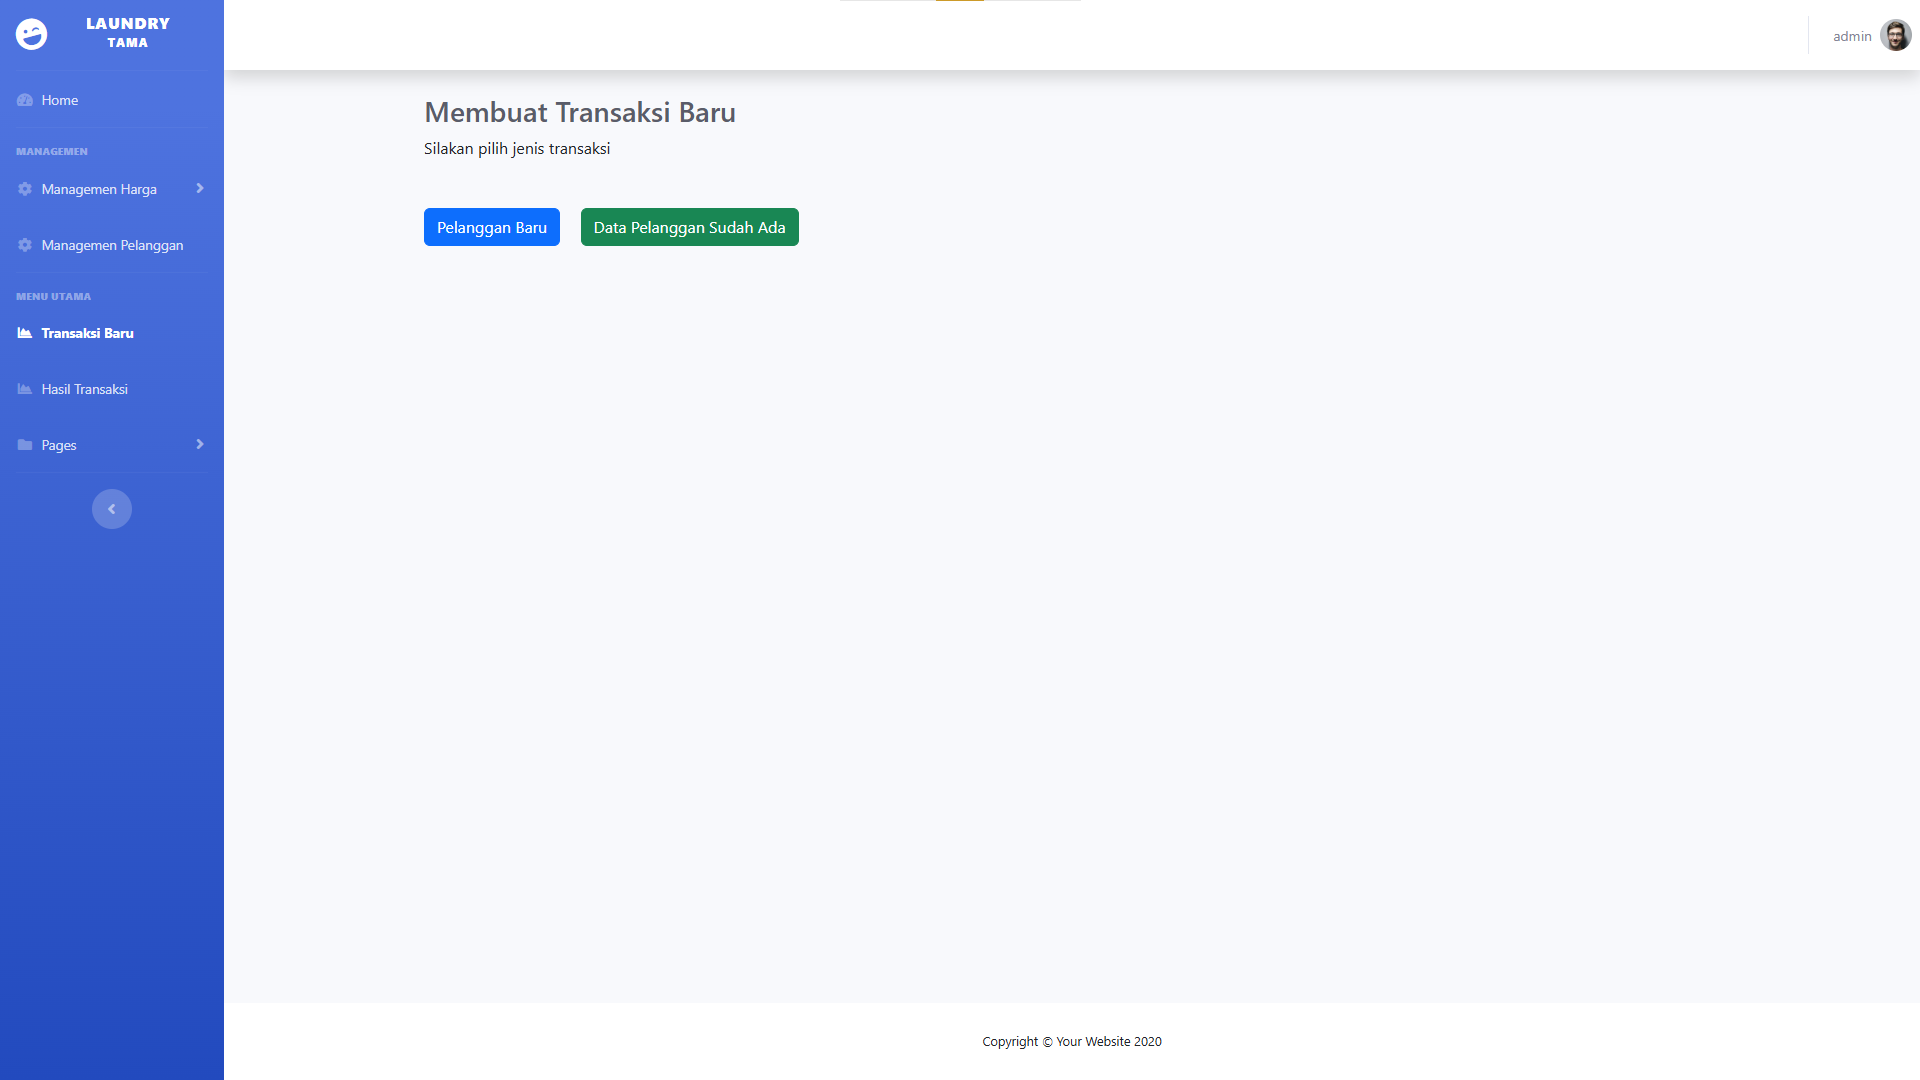 LAUNDRY
TAMA
Home
MANAGEMEN
Managemen Harga
Managemen Pelanggan
MENU UTAMA
Transaksi Baru
Hasil Transaksi
Pages
admin
Membuat Transaksi Baru
Silakan pilih jenis transaksi
Pelanggan Baru
Data Pelanggan Sudah Ada
Copyright © Your Website 2020